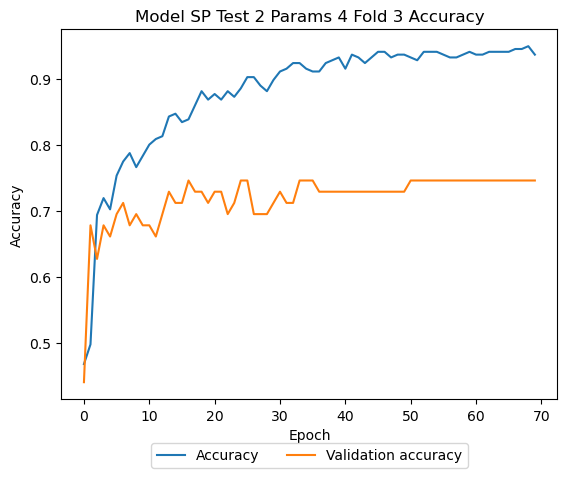 Model SP Test 2 Params 4 Fold 3 Accuracy
0.9
0.8
0.7
0.6
0.5
Accuracy
0 10 20 30 40 50 60 70
Epoch
Accuracy Validation accuracy